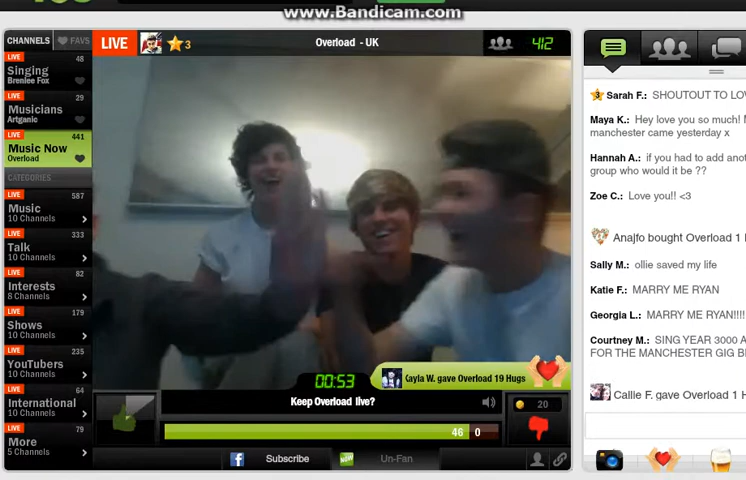 www.Bandicam.com
CHANNELS FAVS
LIVE 48
Singing
Brenlee Fox
LIVE 29
Musicians
Artganic
LIVE 441
Music Now
Overload
CATEGORIES
LIVE 587
Music
10 Channels
LIVE 333
Talk
10 Channels
LIVE 82
Interests
8 Channels
LIVE 179
Shows
10 Channels
LIVE 235
YouTubers
10 Channels
LIVE 64
International
10 Channels
LIVE 79
More
5 Channels
LIVE 3 Overload - UK 412
00:53
Kayla W. gave Overload 19 Hugs
Keep Overload live?
20
46 0
Subscribe
NOW Un-Fan
3 Sarah F.: SHOUTOUT TO
Maya K.: Hey love you so much!
manchester came yesterday x
Hannah A.: if you had to add
group who would it be ??
Zoe C.: Love you!! <3
Anajfo bought Overload 1
Sally M.: ollie saved my life
Katie F.: MARRY ME RYAN
Georgia L.: MARRY ME RYAN!!!!
Courtney M.: SING YEAR 3000
FOR THE MANCHESTER GIG
Callie F. gave Overload 1